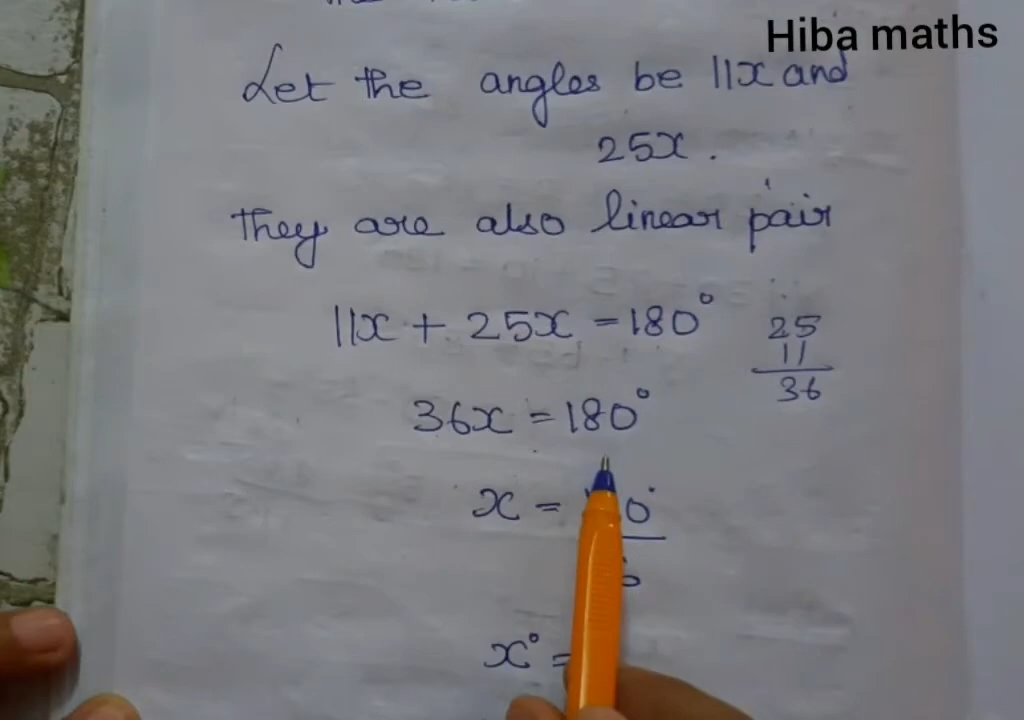 Hiba maths
Let the angles be 11x and
25x.
They are also linear pair
11x + 25x = 180°
25
11
36
36x = 180°
x =
x° =